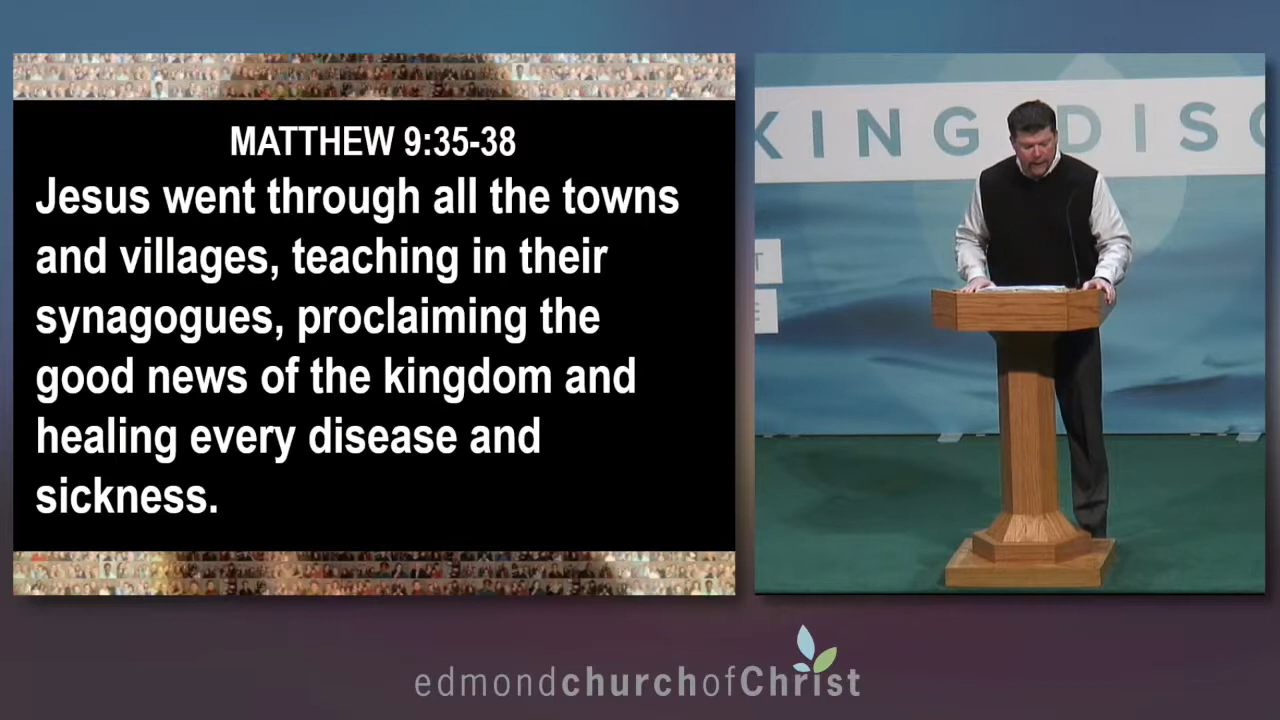 MATTHEW 9:35-38
Jesus went through all the towns
and villages, teaching in their
synagogues, proclaiming the
good news of the kingdom and
healing every disease and
sickness.
KING DISC
T
E
edmondchurchofChrist